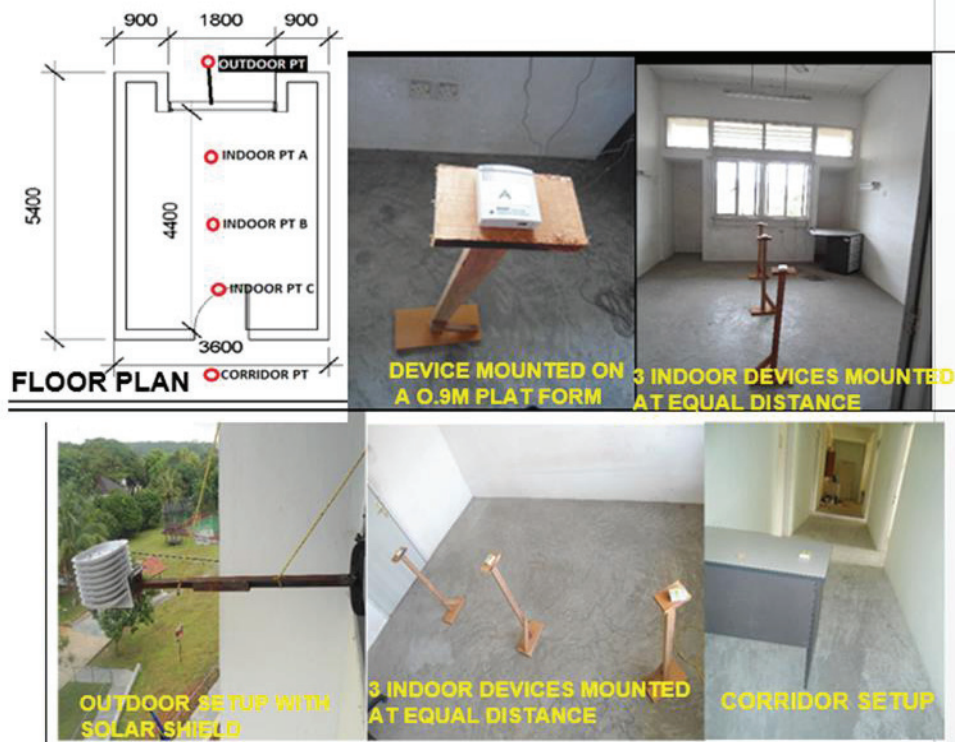 900 1800 900
OUTDOOR PT
INDOOR PT A
5400
4400
INDOOR PT B
INDOOR PT C
3600
CORRIDOR PT
FLOOR PLAN
DEVICE MOUNTED ON
A 0.9M PLAT FORM
3 INDOOR DEVICES MOUNTED
AT EQUAL DISTANCE
OUTDOOR SETUP WITH
SOLAR SHIELD
3 INDOOR DEVICES MOUNTED
AT EQUAL DISTANCE
CORRIDOR SETUP